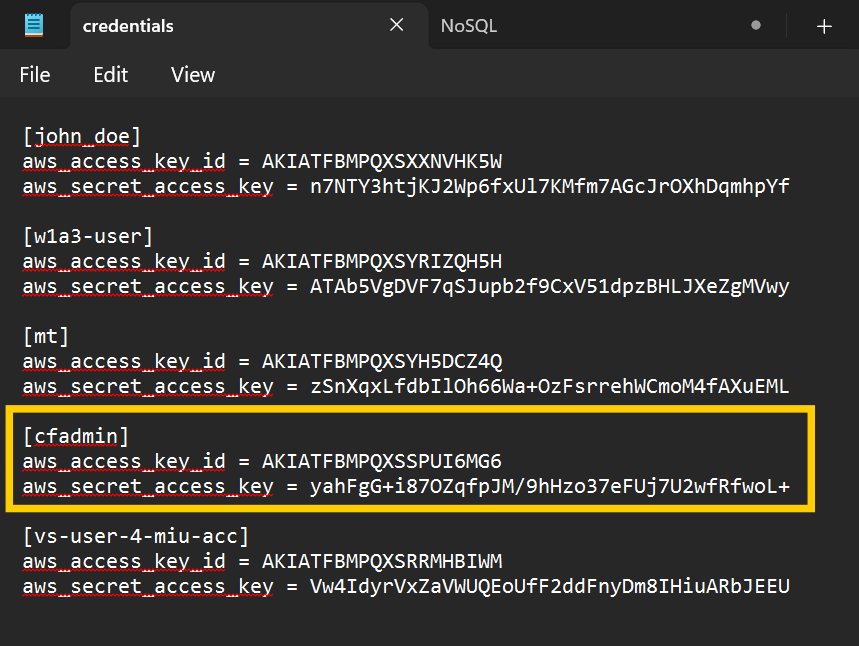 credentials
NoSQL
File Edit View
[john_doe]
aws_access_key_id = AKIATFBMPQXSXXNVHK5W
aws_secret_access_key = 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
[w1a3-user]
aws_access_key_id = AKIATFBMPQXSYRIZQH5H
aws_secret_access_key = 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
[mt]
aws_access_key_id = AKIATFBMPQXSYH5DCZ4Q
aws_secret_access_key = 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
[cfadmin]
aws_access_key_id = AKIATFBMPQXSSPUI6MG6
aws_secret_access_key = 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
[vs-user-4-miu-acc]
aws_access_key_id = AKIATFBMPQXSRRMHBIWM
aws_secret_access_key = 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